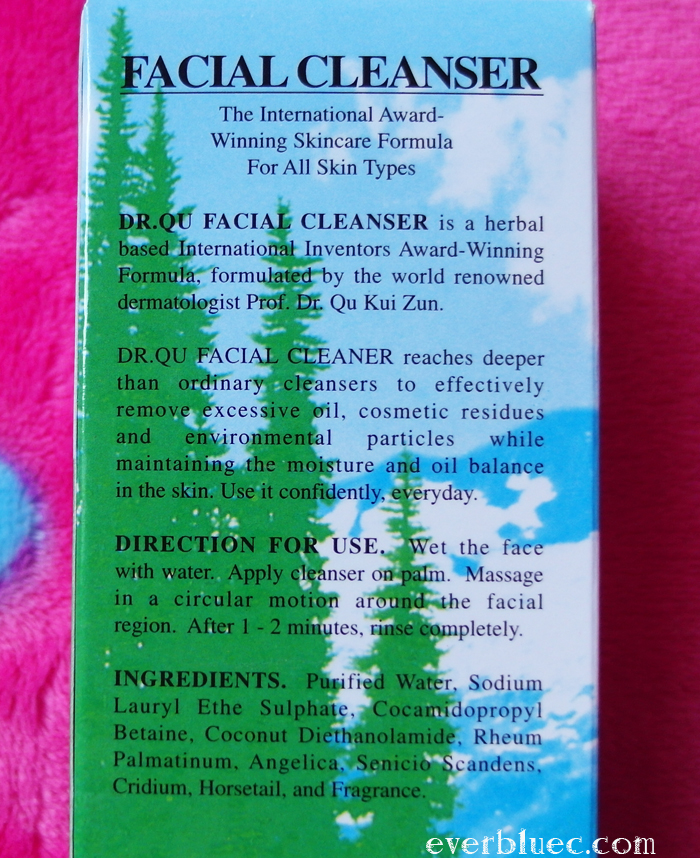 FACIAL CLEANSER
The International Award-
Winning Skincare Formula
For All Skin Types
DR.QU FACIAL CLEANSER is a herbal
based International Inventors Award-Winning
Formula, formulated by the world renowned
dermatologist Prof. Dr. Qu Kui Zun.
DR.QU FACIAL CLEANER reaches deeper
than ordinary cleansers to effectively
remove excessive oil, cosmetic residues
and environmental particles while
maintaining the moisture and oil balance
in the skin. Use it confidently, everyday.
DIRECTION FOR USE. Wet the face
with water. Apply cleanser on palm. Massage
in a circular motion around the facial
region. After 1 - 2 minutes, rinse completely.
INGREDIENTS. Purified Water, Sodium
Lauryl Ethe Sulphate, Cocamidopropyl
Betaine, Coconut Diethanolamide, Rheum
Palmatinum, Angelica, Senicio Scandens,
Cridium, Horsetail, and Fragrance.
everbluec.com